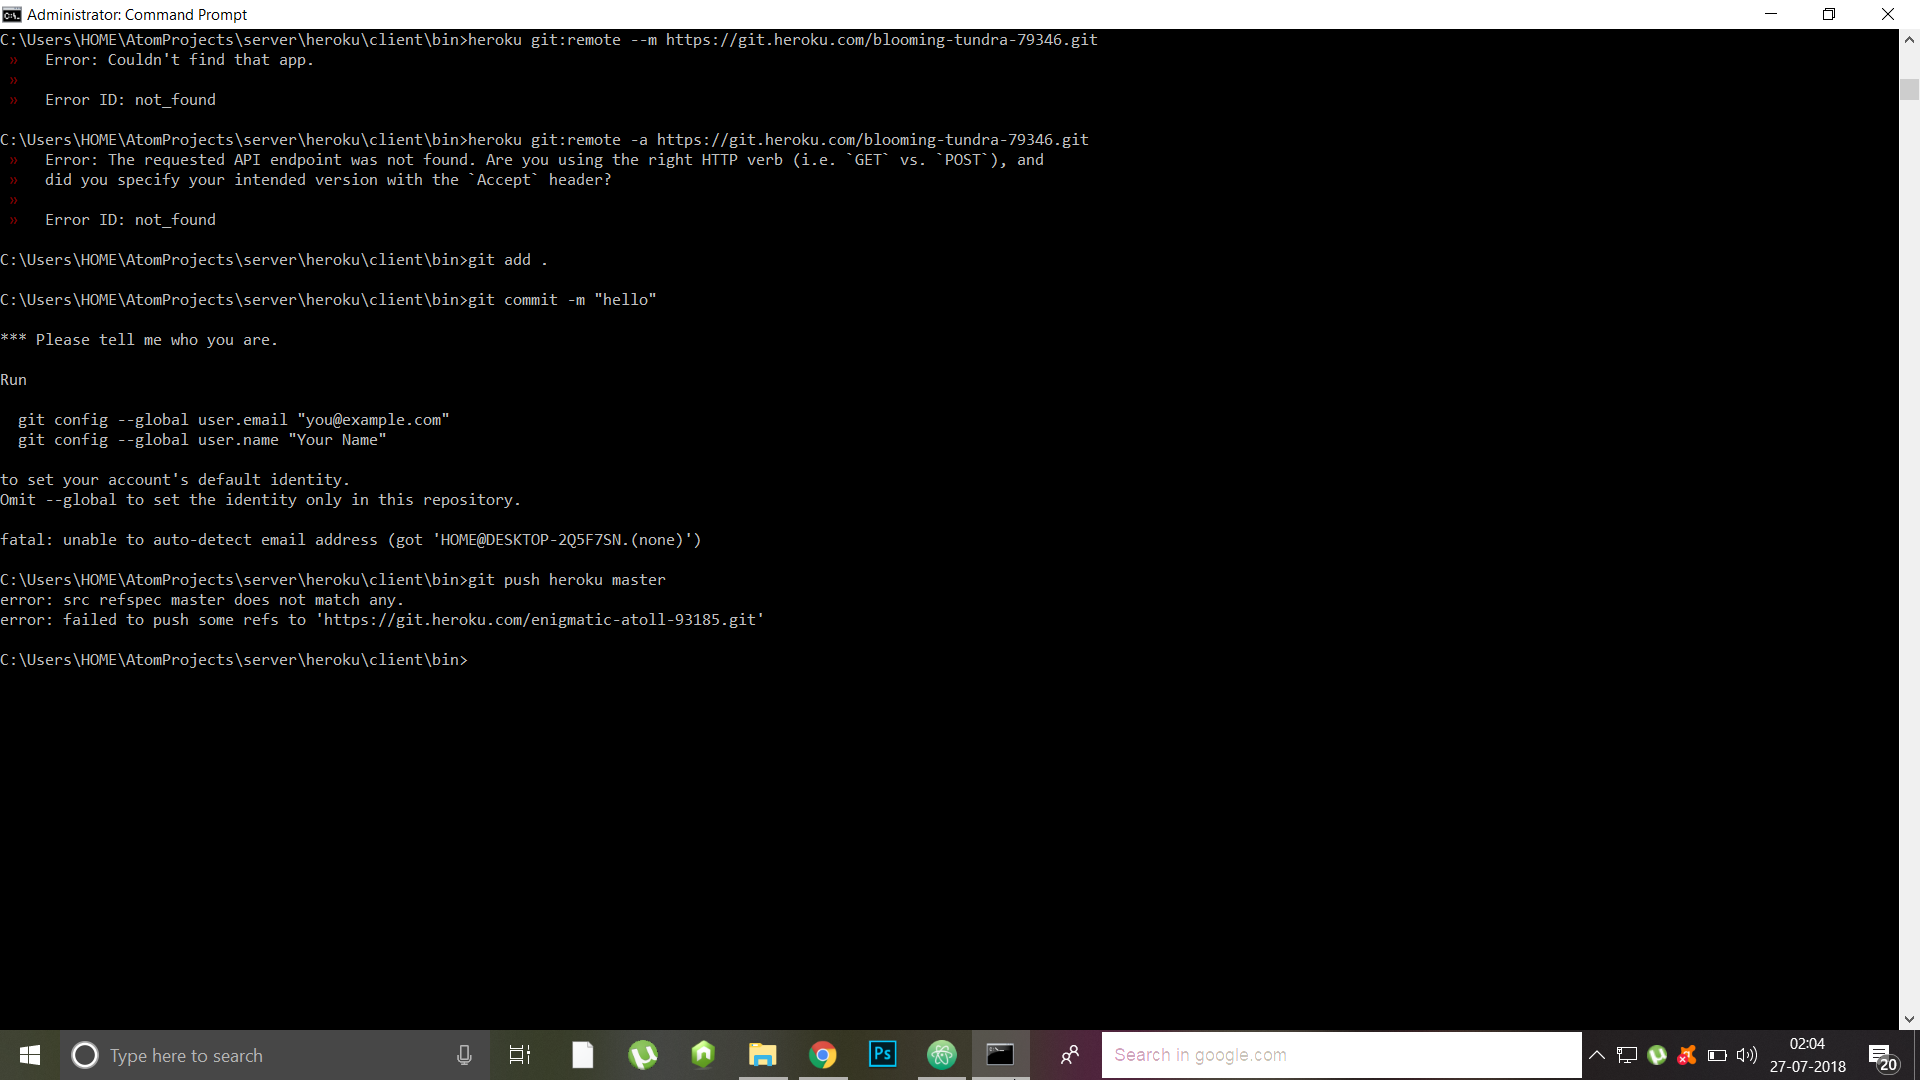 Administrator: Command Prompt
C:\Users\HOME\AtomProjects\server\heroku\client\bin>heroku git:remote --m https://git.heroku.com/blooming-tundra-79346.git
» Error: Couldn't find that app.
»
» Error ID: not_found
C:\Users\HOME\AtomProjects\server\heroku\client\bin>heroku git:remote -a https://git.heroku.com/blooming-tundra-79346.git
» Error: The requested API endpoint was not found. Are you using the right HTTP verb (i.e. `GET` vs. `POST`), and
» did you specify your intended version with the `Accept` header?
»
» Error ID: not_found
C:\Users\HOME\AtomProjects\server\heroku\client\bin>git add .
C:\Users\HOME\AtomProjects\server\heroku\client\bin>git commit -m "hello"
*** Please tell me who you are.
Run
git config --global user.email "you@example.com"
git config --global user.name "Your Name"
to set your account's default identity.
Omit --global to set the identity only in this repository.
fatal: unable to auto-detect email address (got 'HOME@DESKTOP-2Q5F7SN.(none)')
C:\Users\HOME\AtomProjects\server\heroku\client\bin>git push heroku master
error: src refspec master does not match any.
error: failed to push some refs to 'https://git.heroku.com/enigmatic-atoll-93185.git'
C:\Users\HOME\AtomProjects\server\heroku\client\bin>
Type here to search
Ps
Search in google.com
02:04
27-07-2018
20